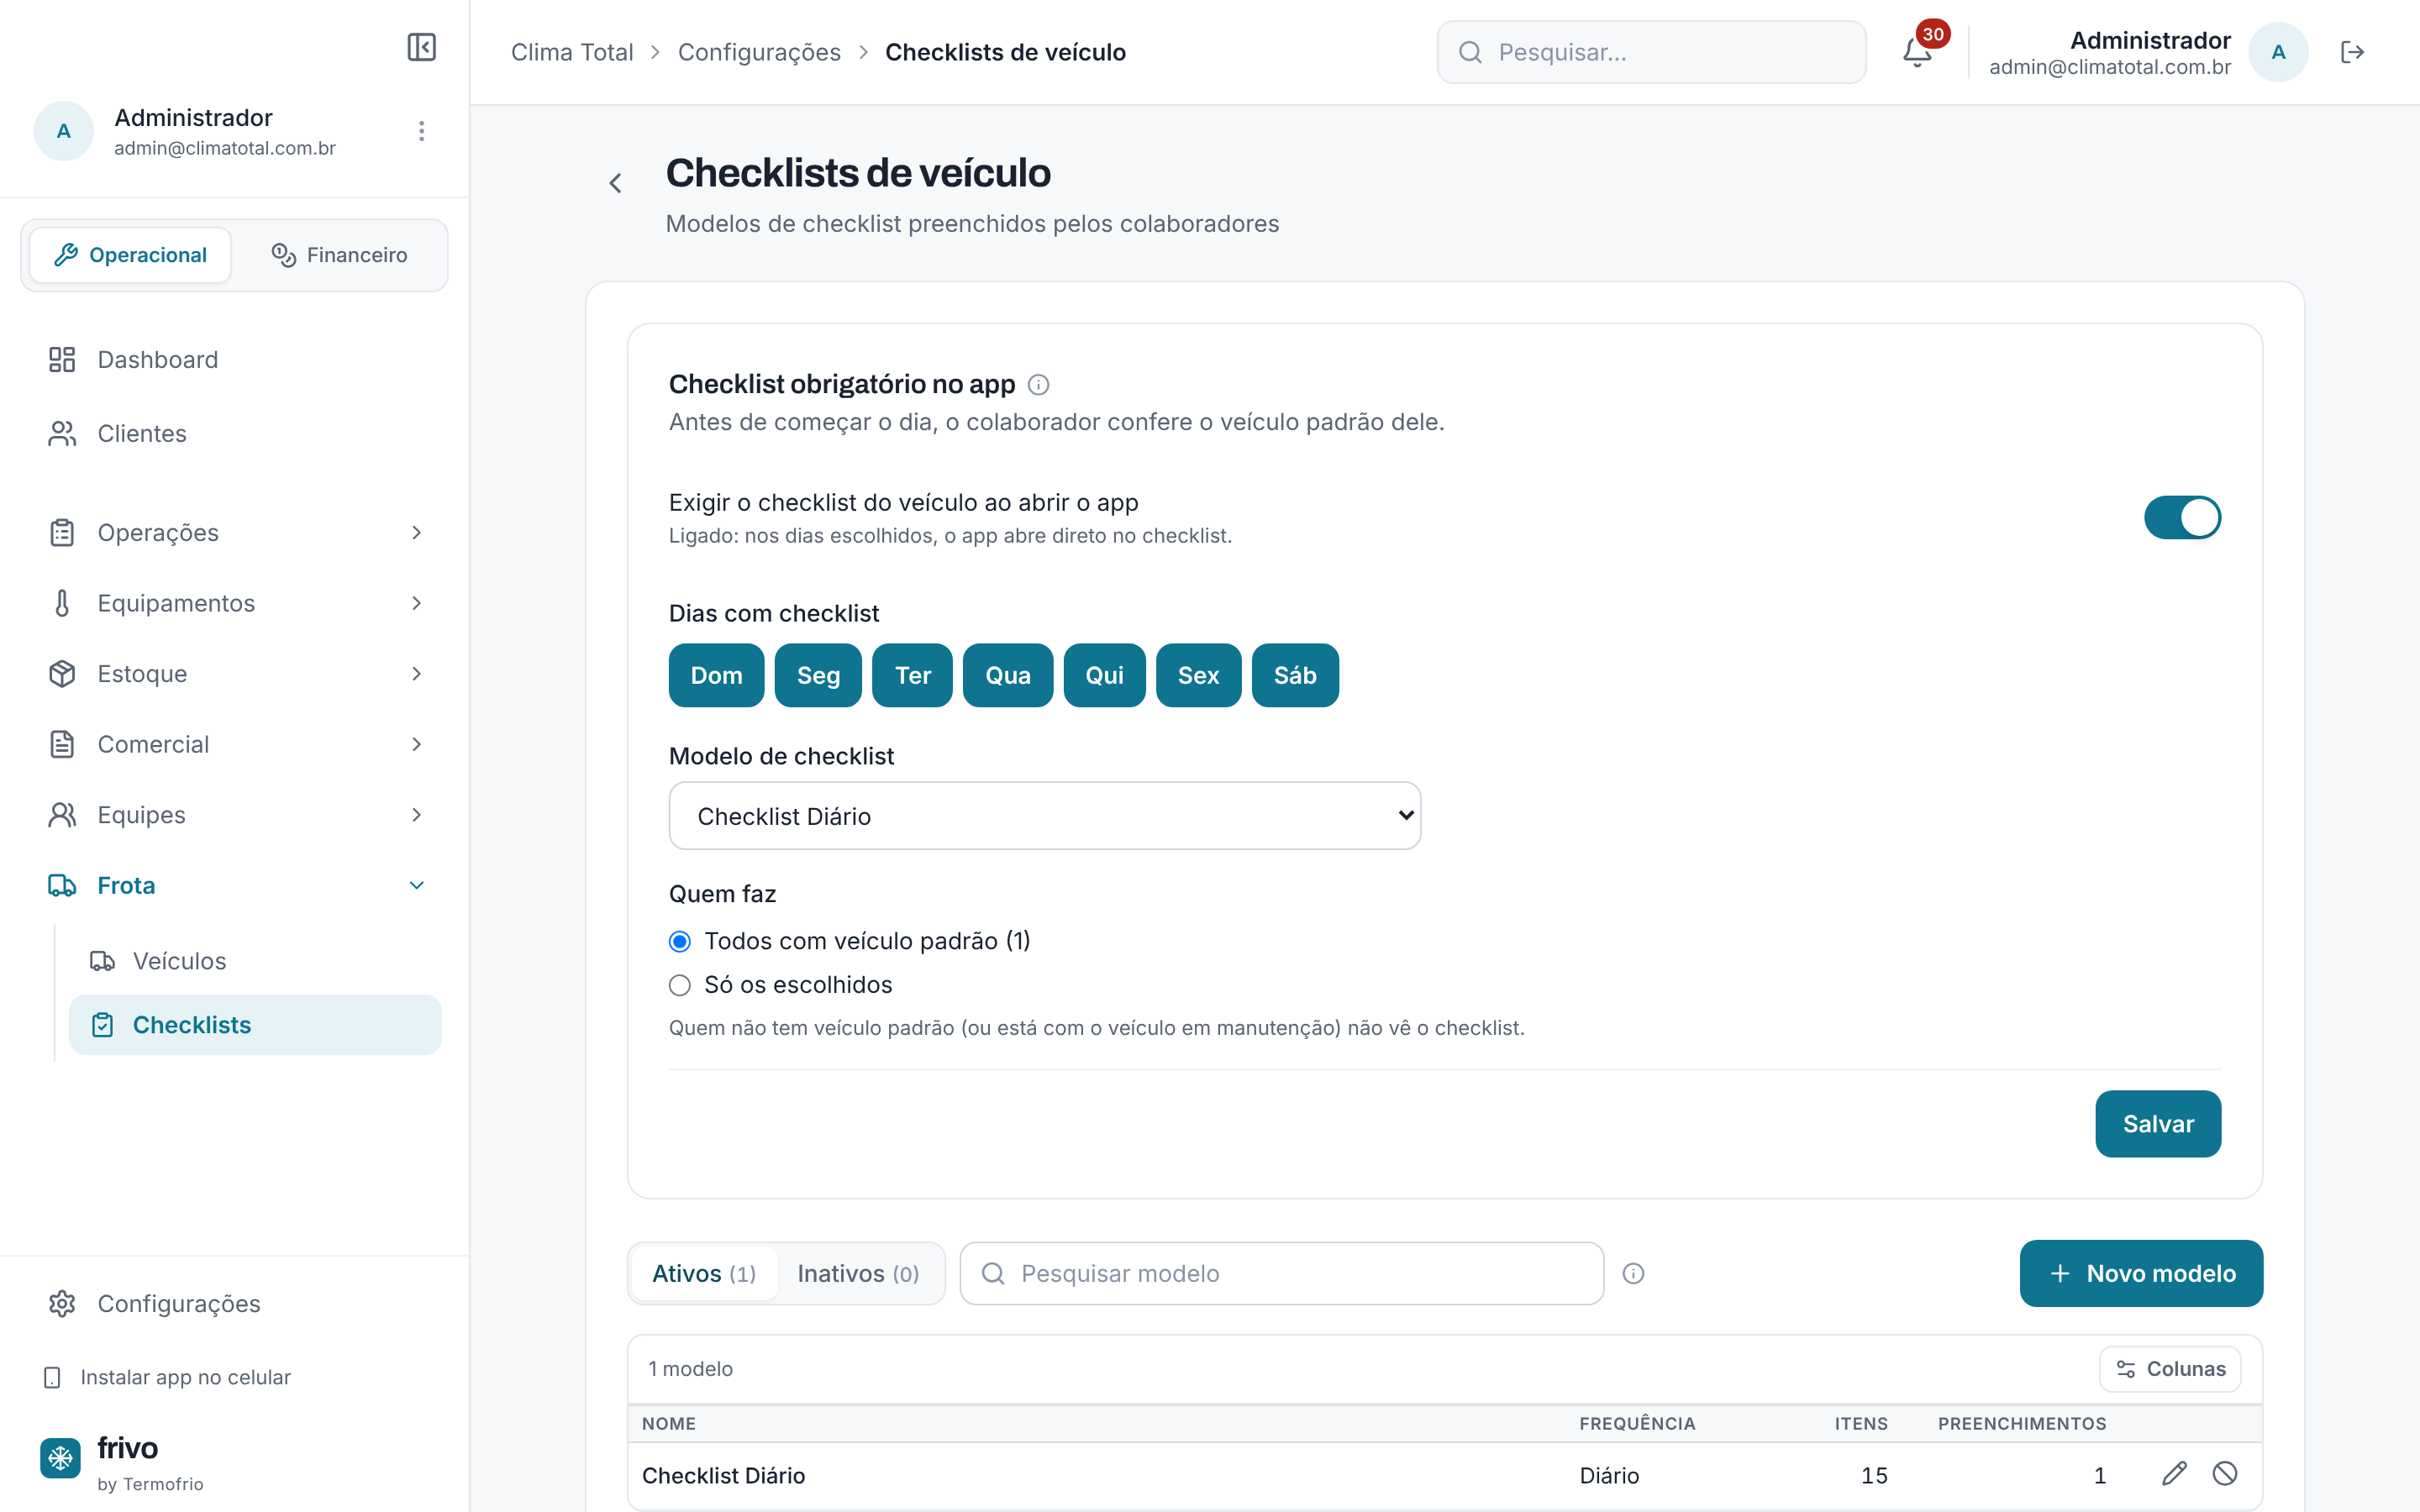 Clima Total > Configurações > Checklists de veículo
Pesquisar...
30
Administrador
admin@climatotal.com.br
A
A
Administrador
admin@climatotal.com.br
Operacional
Financeiro
Dashboard
Clientes
Operações
Equipamentos
Estoque
Comercial
Equipes
Frota
Veículos
Checklists
Configurações
Instalar app no celular
frivo
by Termofrio
Checklists de veículo
Modelos de checklist preenchidos pelos colaboradores
Checklist obrigatório no app
Antes de começar o dia, o colaborador confere o veículo padrão dele.
Exigir o checklist do veículo ao abrir o app
Ligado: nos dias escolhidos, o app abre direto no checklist.
Dias com checklist
Dom Seg Ter Qua Qui Sex Sáb
Modelo de checklist
Checklist Diário
Quem faz
Todos com veículo padrão (1)
Só os escolhidos
Quem não tem veículo padrão (ou está com o veículo em manutenção) não vê o checklist.
Salvar
Ativos (1) Inativos (0)
Pesquisar modelo
Novo modelo
1 modelo
Colunas
NOME FREQUÊNCIA ITENS PREENCHIMENTOS
Checklist Diário Diário 15 1